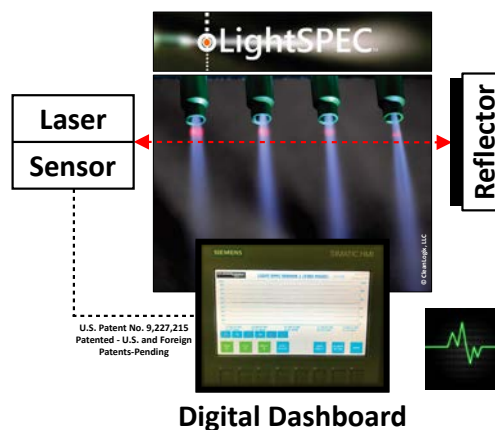 LightSPEC™
Laser
Sensor
Reflector
© CleanLogix, LLC
SIEMENS
SIMATIC HMI
U.S. Patent No. 9,227,215
Patented - U.S. and Foreign
Patents-Pending
Digital Dashboard